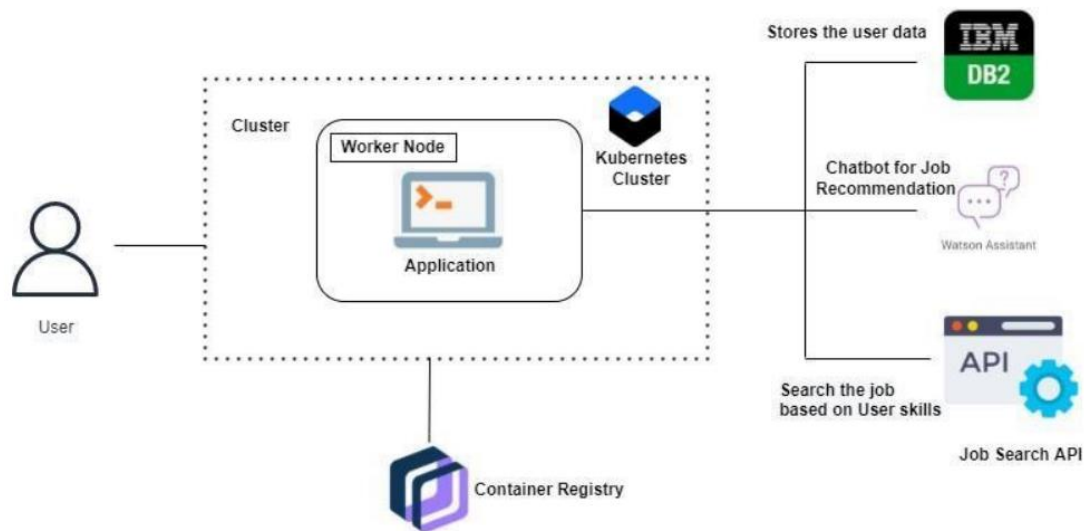 Stores the user data
IBM
DB2
Cluster
Worker Node
Kubernetes
Cluster
Application
Chatbot for Job
Recommendation
Watson Assistant
User
API
Search the job
based on User skills
Job Search API
Container Registry